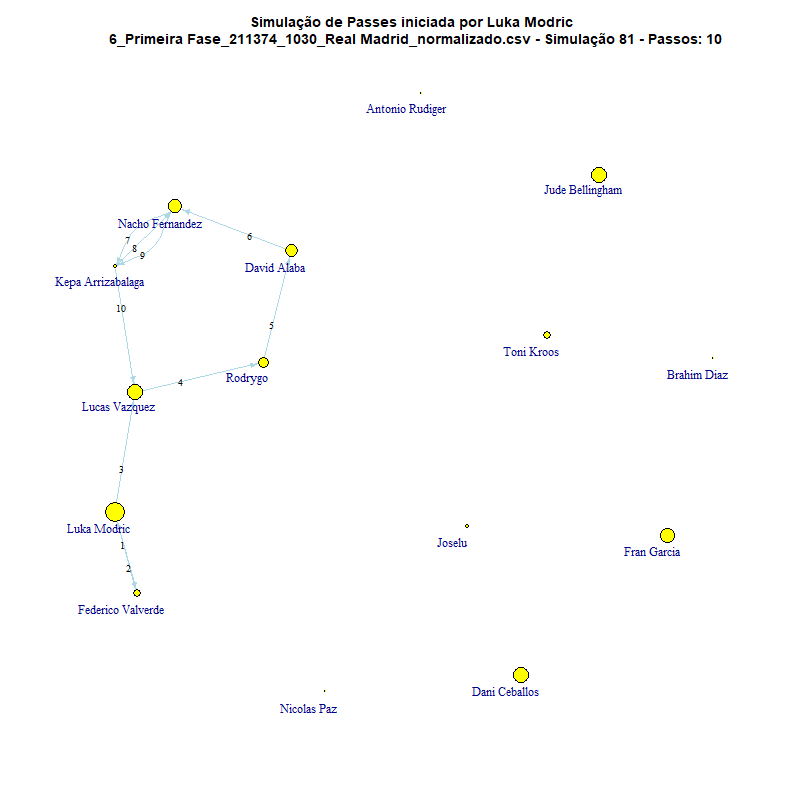 Simulação de Passes iniciada por Luka Modric
6_Primeira Fase_211374_1030_Real Madrid_normalizado.csv - Simulação 81 - Passos: 10
Antonio Rudiger
Jude Bellingham
Nacho Fernandez
7
8
9
6
David Alaba
Kepa Arrizabalaga
10
5
Toni Kroos
Brahim Diaz
Rodrygo
4
Lucas Vazquez
3
Luka Modric
1
2
Joselu
Fran Garcia
Federico Valverde
Dani Ceballos
Nicolas Paz